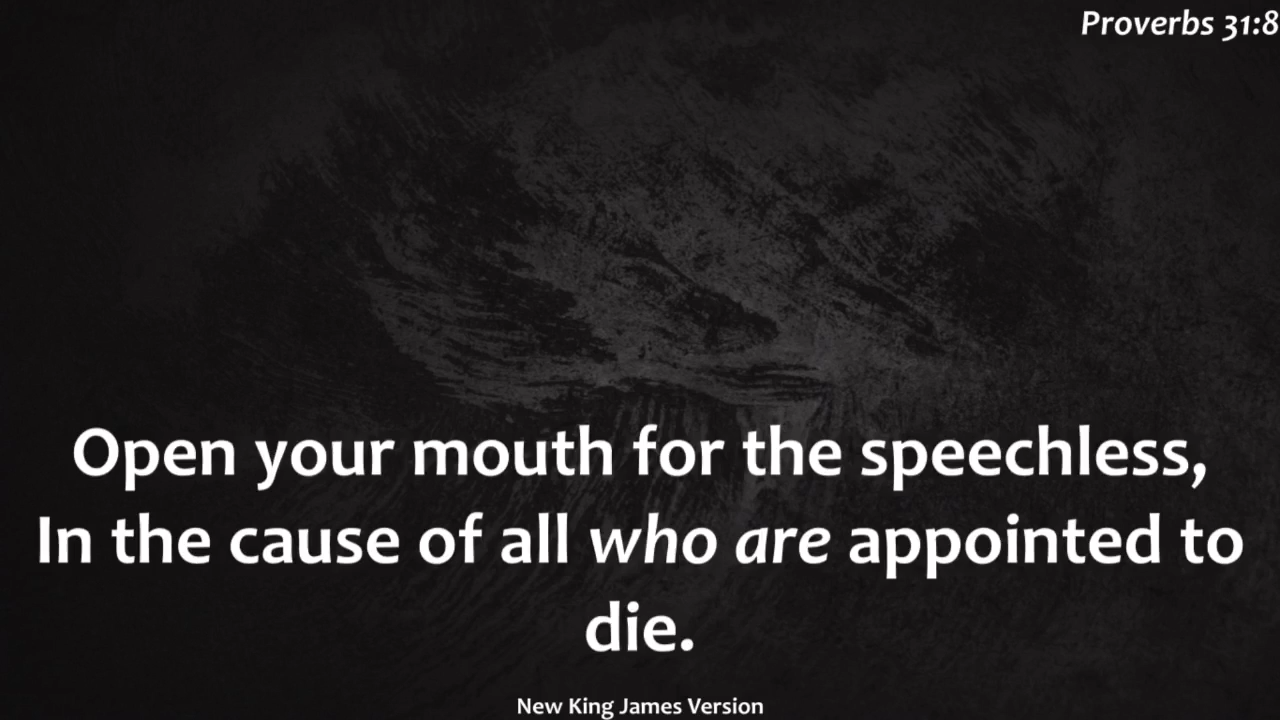 Proverbs 31:8
Open your mouth for the speechless,
In the cause of all who are appointed to
die.
New King James Version